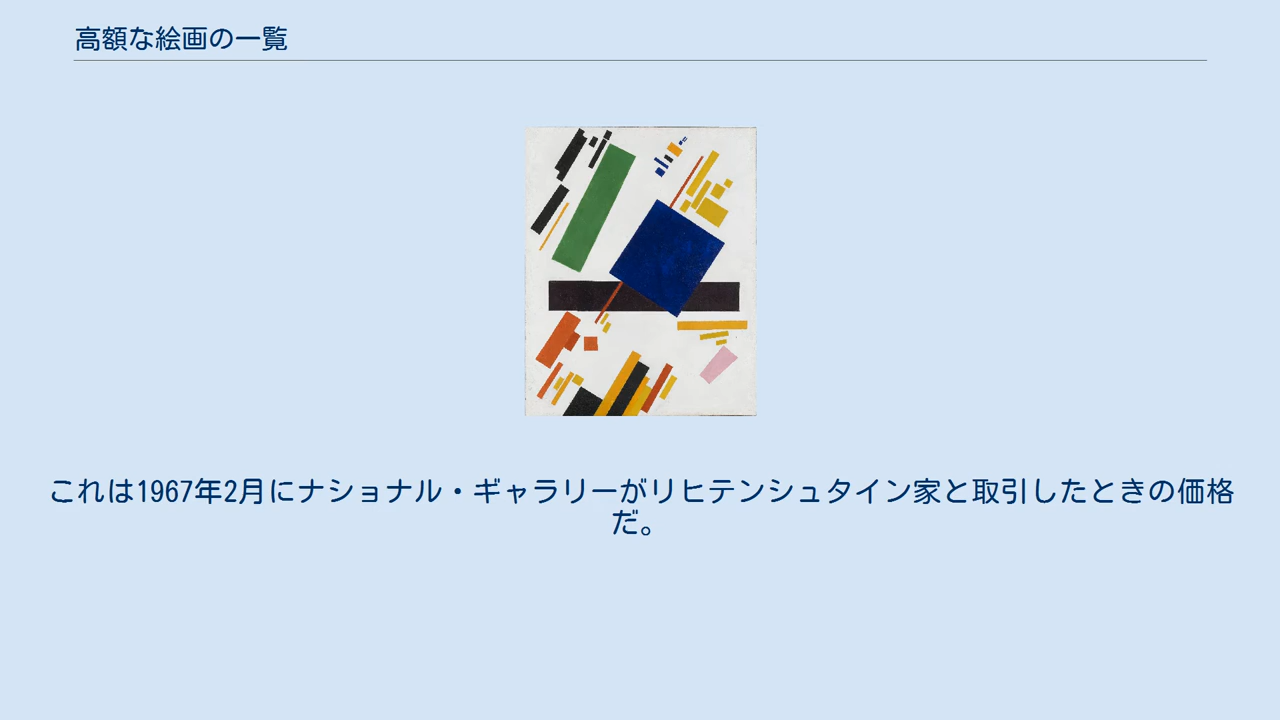 高額な絵画の一覧
これは1967年2月にナショナル・ギャラリーがリヒテンシュタイン家と取引したときの価格
だ。